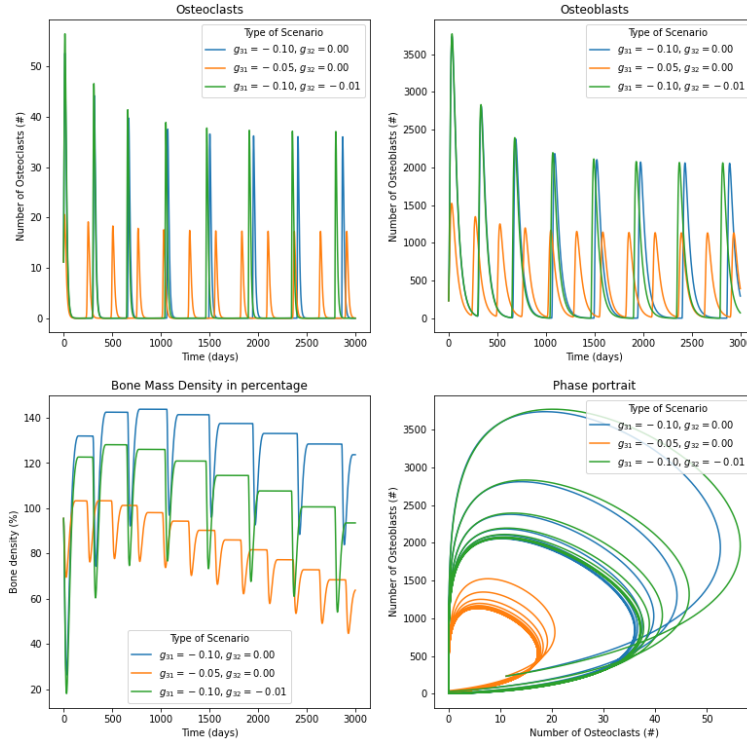 Osteoclasts
Number of Osteoclasts (#)
50
40
30
20
10
0
Type of Scenario
g₃₁ = −0.10, g₃₂ = 0.00
g₃₁ = −0.05, g₃₂ = 0.00
g₃₁ = −0.10, g₃₂ = −0.01
0 500 1000 1500 2000 2500 3000
Time (days)
Osteoblasts
Number of Osteoblasts (#)
3500
3000
2500
2000
1500
1000
500
0
Type of Scenario
g₃₁ = −0.10, g₃₂ = 0.00
g₃₁ = −0.05, g₃₂ = 0.00
g₃₁ = −0.10, g₃₂ = −0.01
0 500 1000 1500 2000 2500 3000
Time (days)
Bone Mass Density in percentage
Bone density (%)
140
120
100
80
60
40
20
Type of Scenario
g₃₁ = −0.10, g₃₂ = 0.00
g₃₁ = −0.05, g₃₂ = 0.00
g₃₁ = −0.10, g₃₂ = −0.01
0 500 1000 1500 2000 2500 3000
Time (days)
Phase portrait
Number of Osteoblasts (#)
3500
3000
2500
2000
1500
1000
500
0
Type of Scenario
g₃₁ = −0.10, g₃₂ = 0.00
g₃₁ = −0.05, g₃₂ = 0.00
g₃₁ = −0.10, g₃₂ = −0.01
0 10 20 30 40 50
Number of Osteoclasts (#)